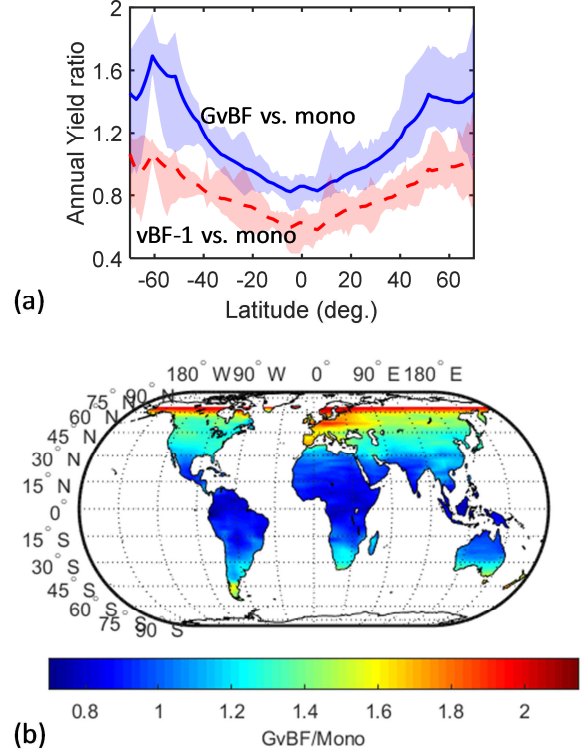 2
1.6
1.2
0.8
0.4
Annual Yield ratio
GvBF vs. mono
vBF-1 vs. mono
-60 -40 -20 0 20 40 60
Latitude (deg.)
(a)
180° W 90° W 0° 90° E 180° E
90° N
75° N
60° N
45° N
30° N
15° N
0°
15° S
30° S
45° S
60° S
75° S
90° S
0.8 1 1.2 1.4 1.6 1.8 2
GvBF/Mono
(b)